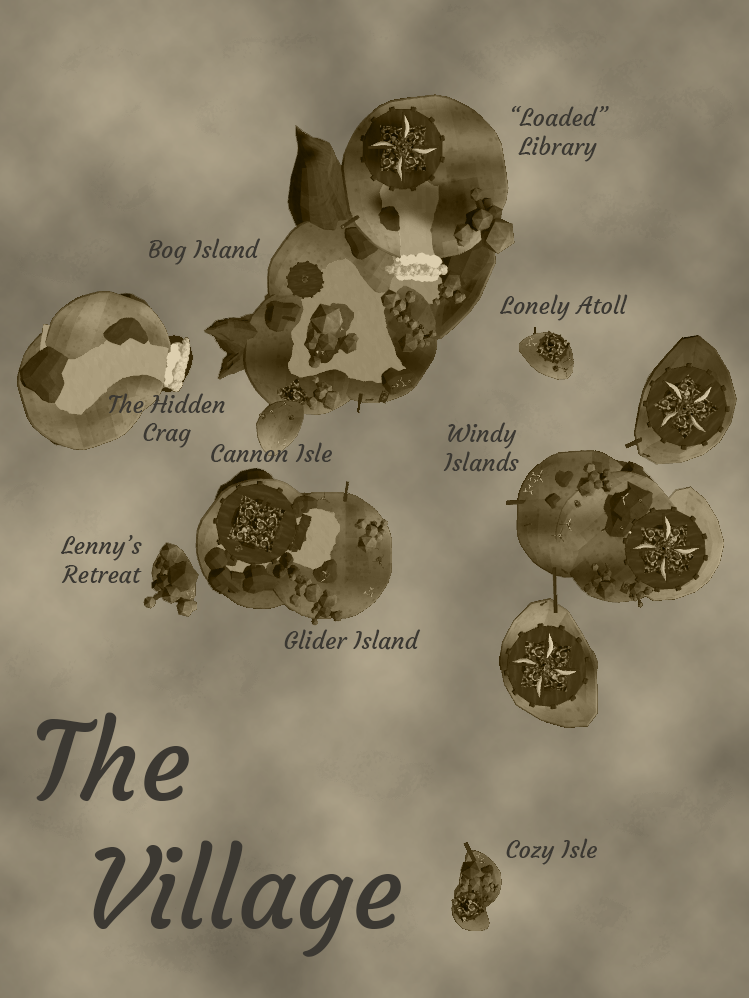 “Loaded”
Library
Bog Island
Lonely Atoll
The Hidden
Crag
Windy
Islands
Cannon Isle
Lenny’s
Retreat
Glider Island
The
Village
Cozy Isle